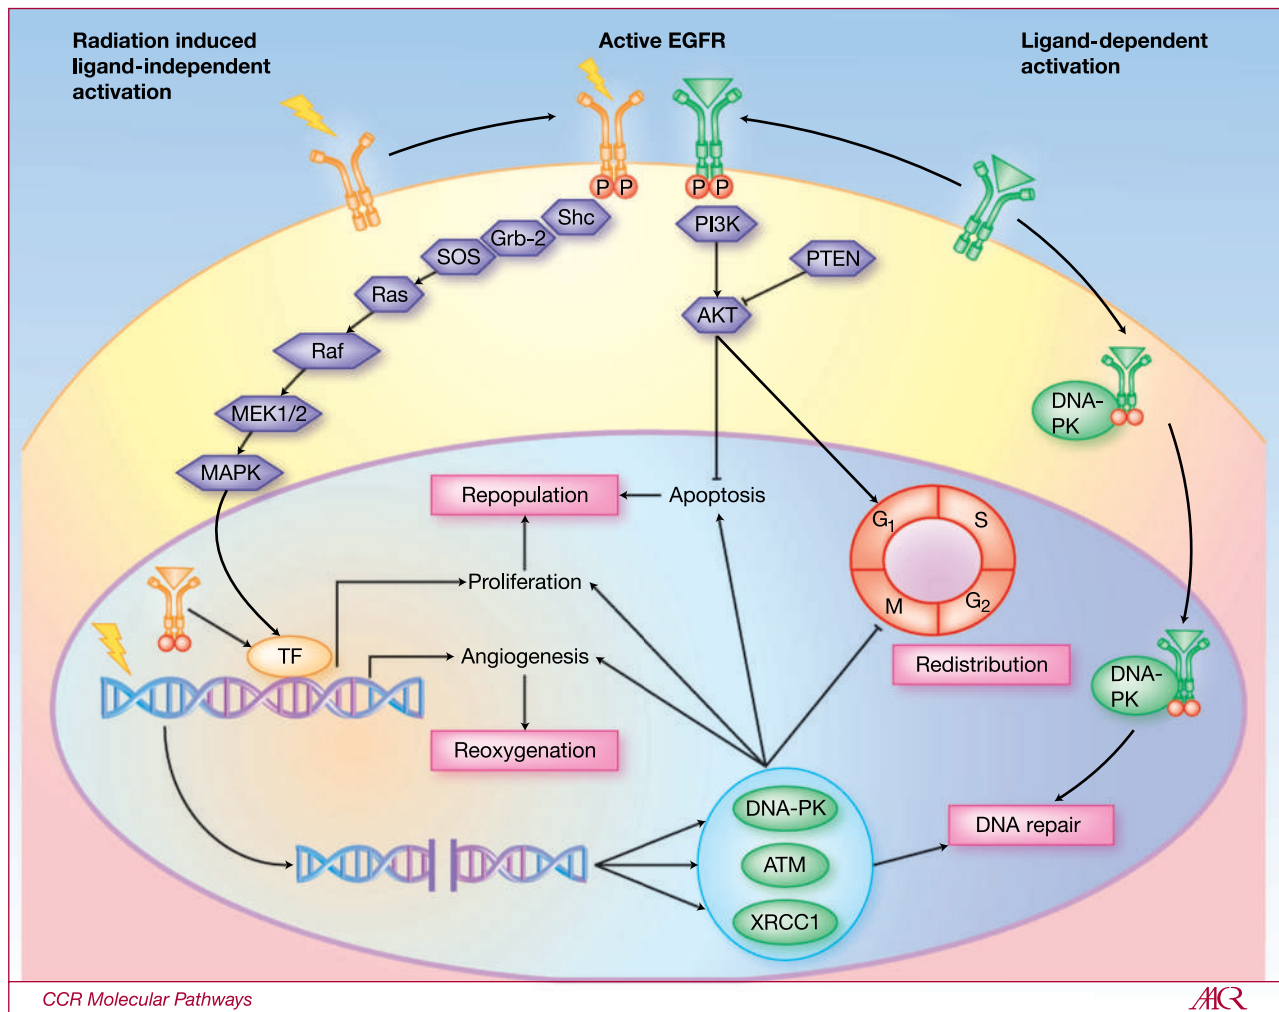 Radiation induced
ligand-independent
activation
Active EGFR
Ligand-dependent
activation
P P
P P
Shc
Grb-2
SOS
Ras
Raf
MEK1/2
MAPK
PI3K
PTEN
AKT
DNA-
PK
Repopulation
Apoptosis
G1
S
M
G2
Proliferation
TF
Angiogenesis
Redistribution
DNA-
PK
Reoxygenation
DNA-PK
ATM
XRCC1
DNA repair
CCR Molecular Pathways
AACR